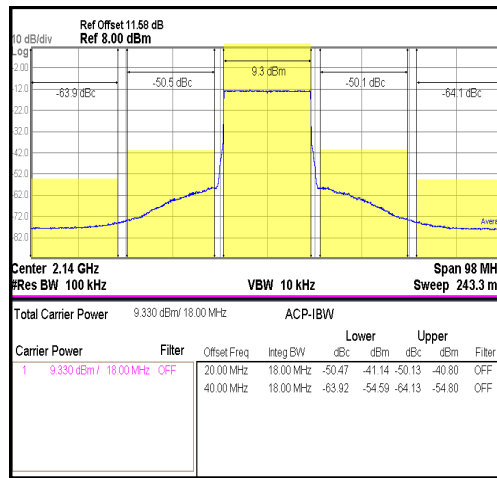 Ref Offset 11.58 dB
10 dB/div Ref 8.00 dBm
Log
-2.00
-12.0
-22.0
-32.0
-42.0
-52.0
-62.0
-72.0
-82.0
-63.9 dBc
-50.5 dBc
9.3 dBm
-50.1 dBc
-64.1 dBc
Avera
Center 2.14 GHz Span 98 MH
#Res BW 100 kHz VBW 10 kHz Sweep 243.3 m
Total Carrier Power 9.330 dBm/ 18.00 MHz ACP-IBW
Lower Upper
Carrier Power Filter Offset Freq Integ BW dBc dBm dBc dBm Filter
1 9.330 dBm / 18.00 MHz OFF 20.00 MHz 18.00 MHz -50.47 -41.14 -50.13 -40.80 OFF
40.00 MHz 18.00 MHz -63.92 -54.59 -64.13 -54.80 OFF